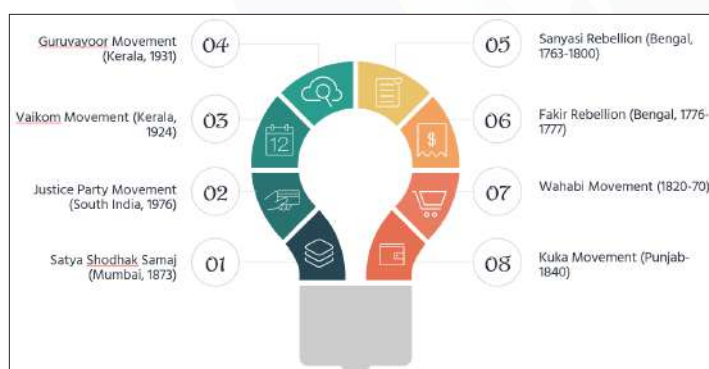 Guruvayoor Movement
(Kerala, 1931)
04
Vaikom Movement (Kerala,
1924)
03
Justice Party Movement
(South India, 1976)
02
Satya Shodhak Samaj
(Mumbai, 1873)
01
12
$
05
Sanyasi Rebellion (Bengal,
1763-1800)
06
Fakir Rebellion (Bengal, 1776-
1777)
07
Wahabi Movement (1820-70)
08
Kuka Movement (Punjab-
1840)